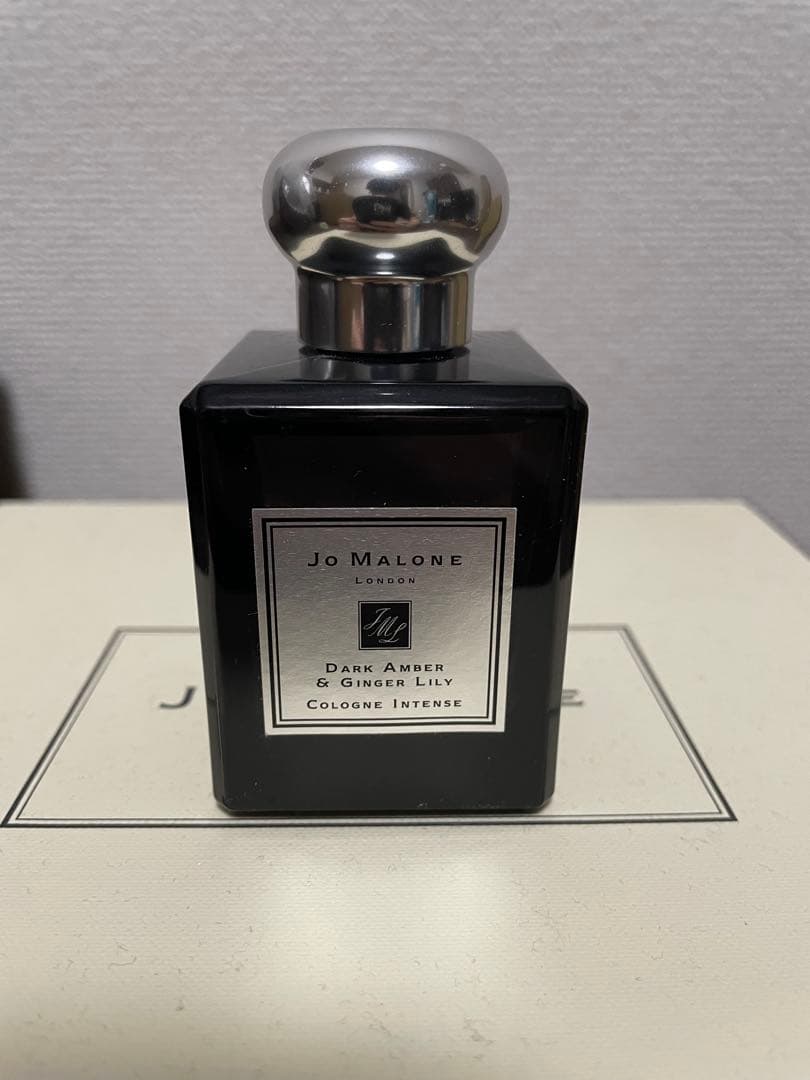 JO MALONE
LONDON
JML
DARK AMBER
& GINGER LILY
COLOGNE INTENSE
J
E